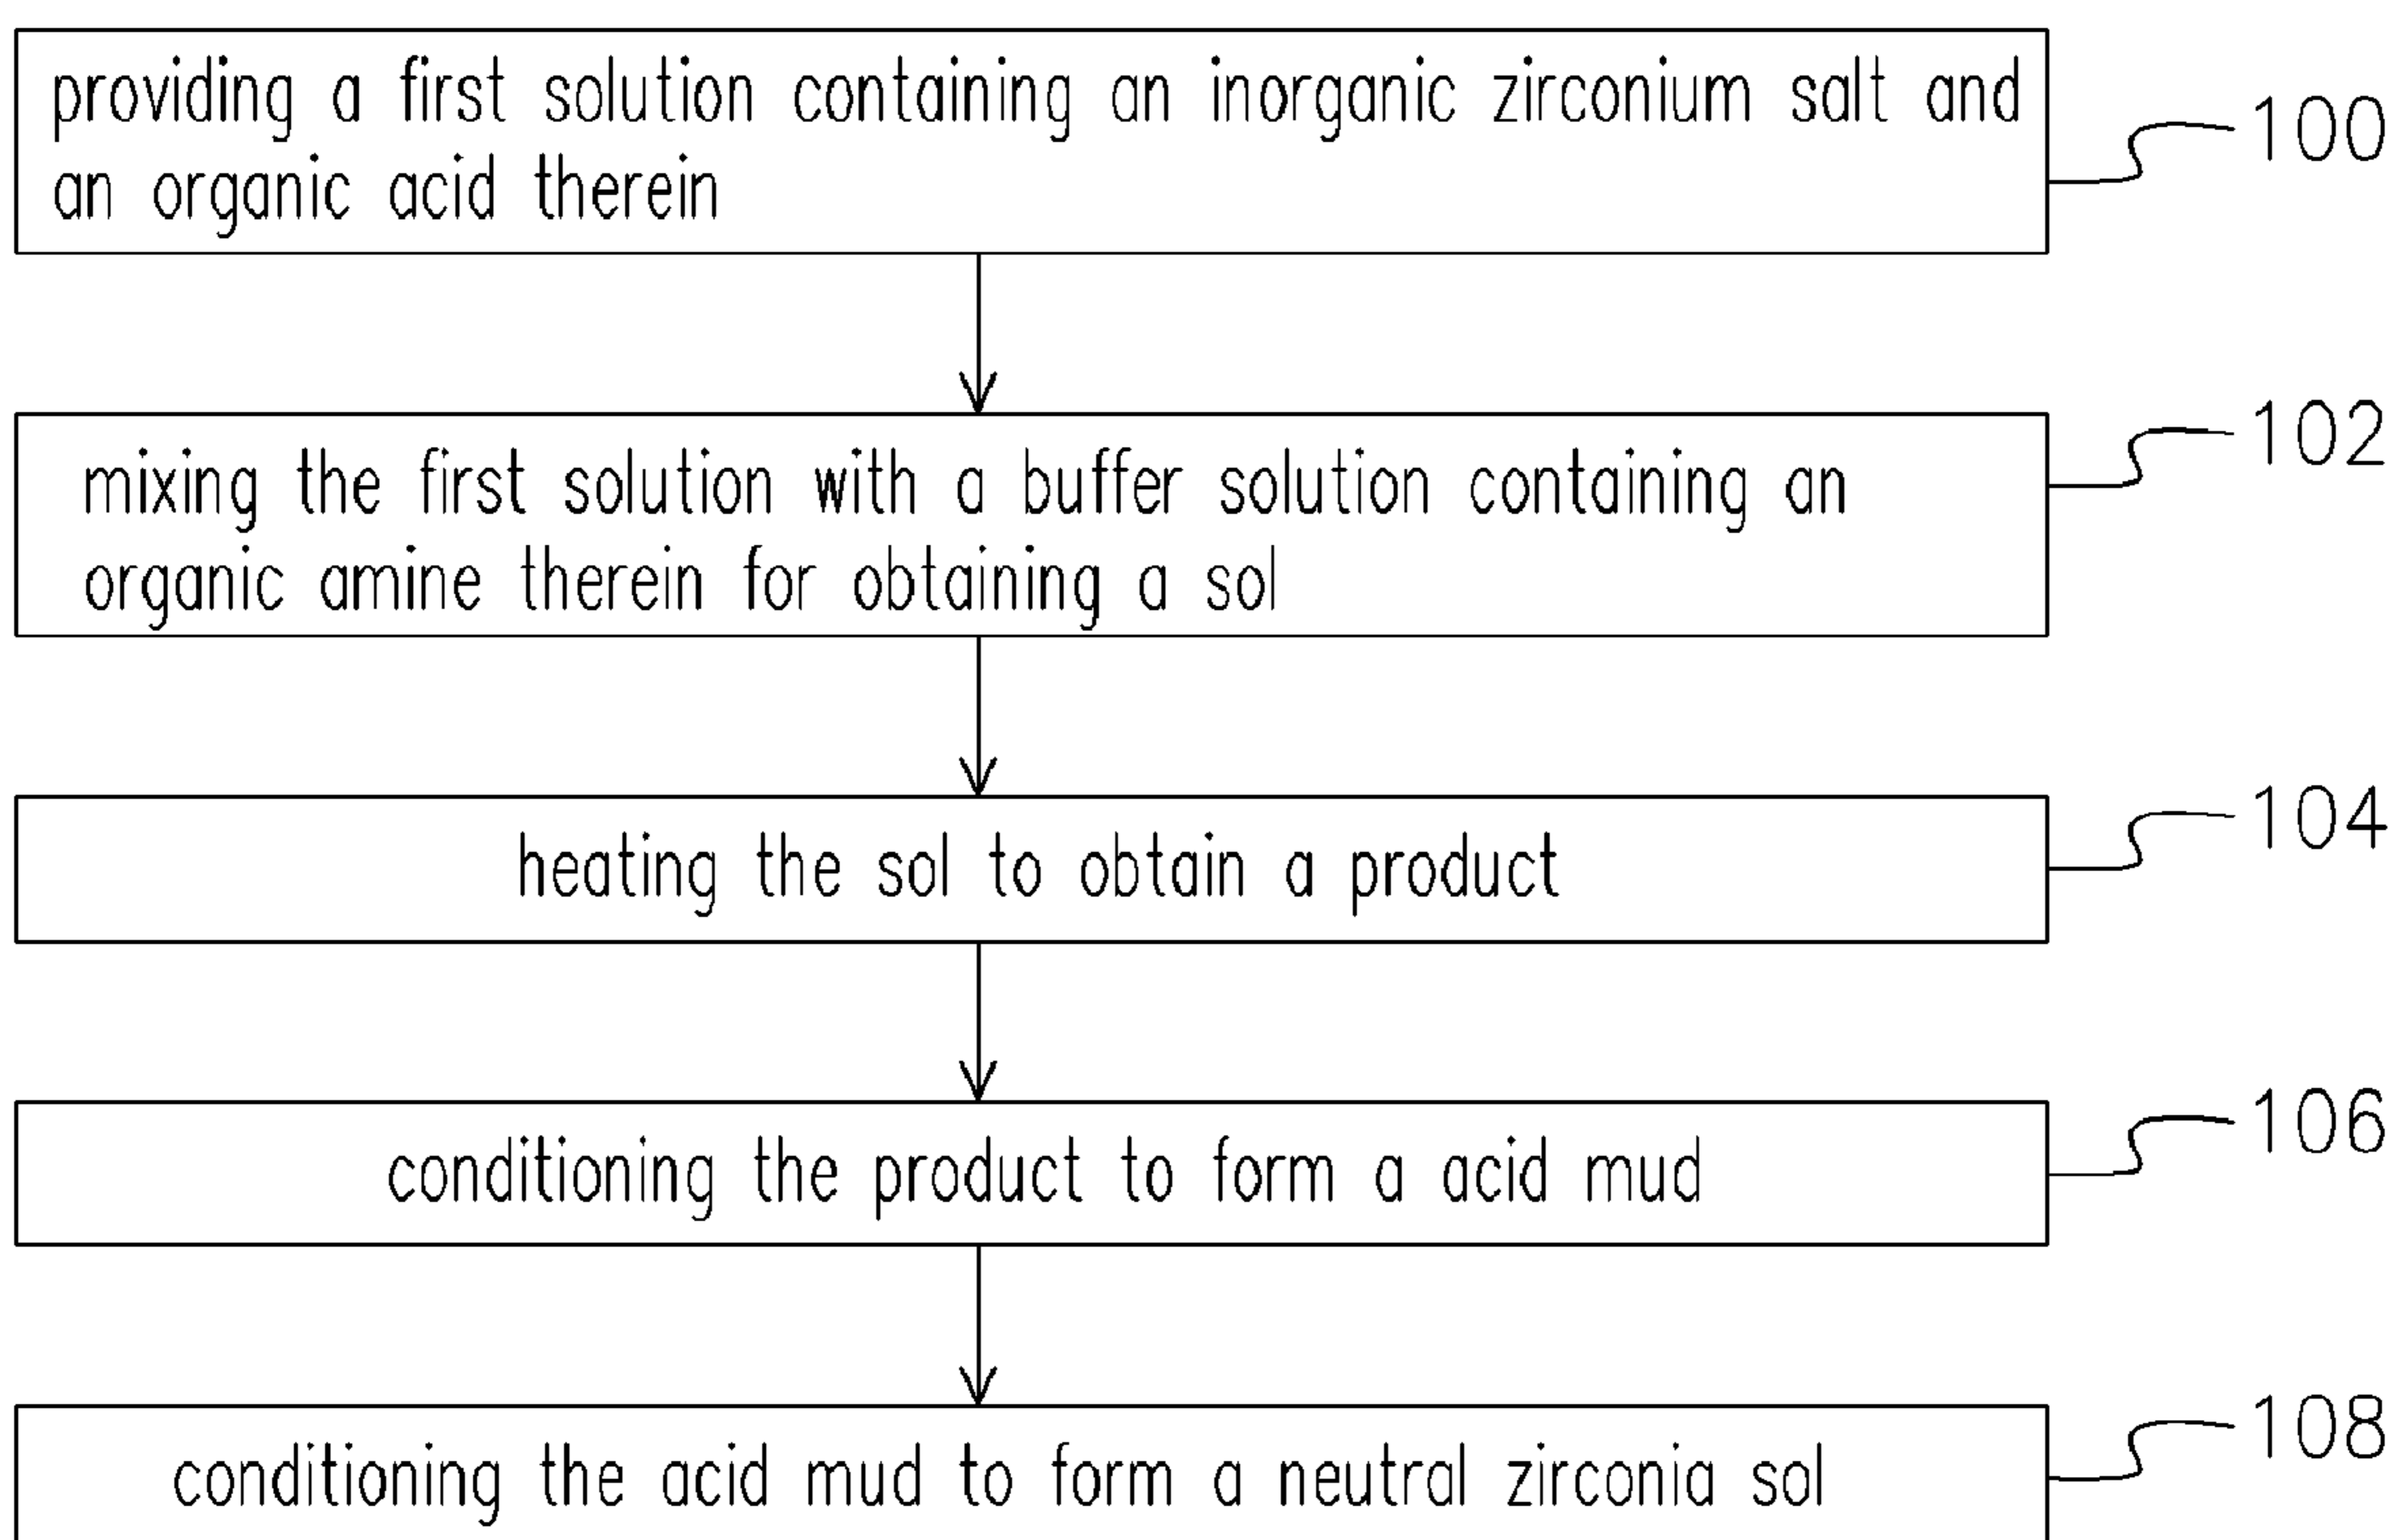 providing a first solution containing an inorganic zirconium salt and
an organic acid therein
100
mixing the first solution with a buffer solution containing an
organic amine therein for obtaining a sol
102
heating the sol to obtain a product
104
conditioning the product to form a acid mud
106
conditioning the acid mud to form a neutral zirconia sol
108